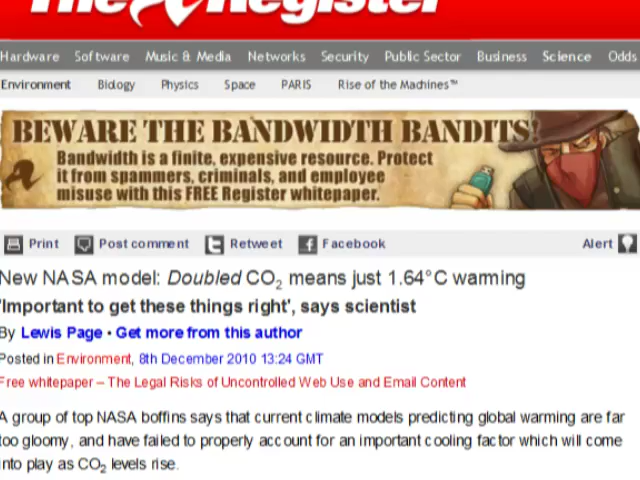 The Register
Hardware Software Music & Media Networks Security Public Sector Business Science Odds
Environment Biology Physics Space PARIS Rise of the Machines™
BEWARE THE BANDWIDTH BANDITS!
Bandwidth is a finite, expensive resource. Protect
it from spammers, criminals, and employee
misuse with this FREE Register whitepaper.
Print Post comment Retweet Facebook Alert
New NASA model: Doubled CO₂ means just 1.64°C warming
'Important to get these things right', says scientist
By Lewis Page • Get more from this author
Posted in Environment, 8th December 2010 13:24 GMT
Free whitepaper – The Legal Risks of Uncontrolled Web Use and Email Content
A group of top NASA boffins says that current climate models predicting global warming are far
too gloomy, and have failed to properly account for an important cooling factor which will come
into play as CO₂ levels rise.